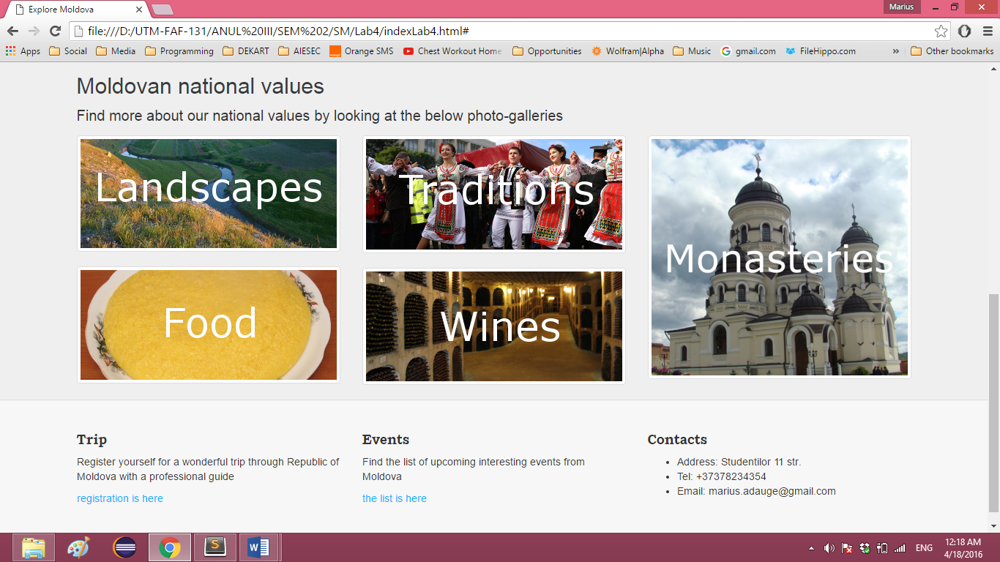 Explore Moldova
Marius
file:///D:/UTM-FAF-131/ANUL%20III/SEM%202/SM/Lab4/indexLab4.html#
Apps Social Media Programming DEKART AIESEC Orange SMS Chest Workout Home Opportunities Wolfram|Alpha Music gmail.com FileHippo.com » Other bookmarks
Moldovan national values
Find more about our national values by looking at the below photo-galleries
Landscapes
Traditions
Monasteries
Food
Wines
Trip
Register yourself for a wonderful trip through Republic of
Moldova with a professional guide
registration is here
Events
Find the list of upcoming interesting events from
Moldova
the list is here
Contacts
• Address: Studentilor 11 str.
• Tel: +37378234354
• Email: marius.adauge@gmail.com
ENG
12:18 AM
4/18/2016